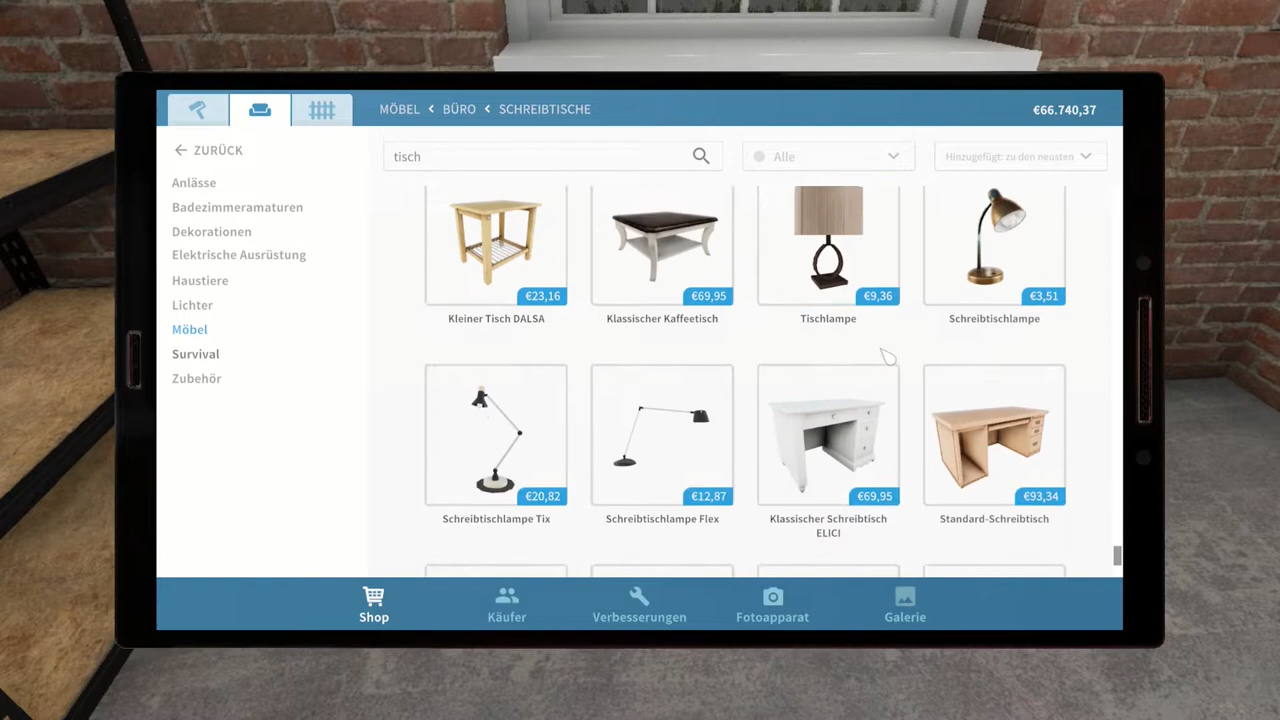 MÖBEL < BÜRO < SCHREIBTISCHE
€66.740,37
ZURÜCK
Anlässe
Badezimmeramaturen
Dekorationen
Elektrische Ausrüstung
Haustiere
Lichter
Möbel
Survival
Zubehör
tisch
Alle
Hinzugefügt: zu den neusten
€23,16
€69,95
€9,36
€3,51
Kleiner Tisch DALSA
Klassischer Kaffeetisch
Tischlampe
Schreibtischlampe
€20,82
€12,87
€69,95
€93,34
Schreibtischlampe Tix
Schreibtischlampe Flex
Klassischer Schreibtisch
ELICI
Standard-Schreibtisch
Shop
Käufer
Verbesserungen
Fotoapparat
Galerie